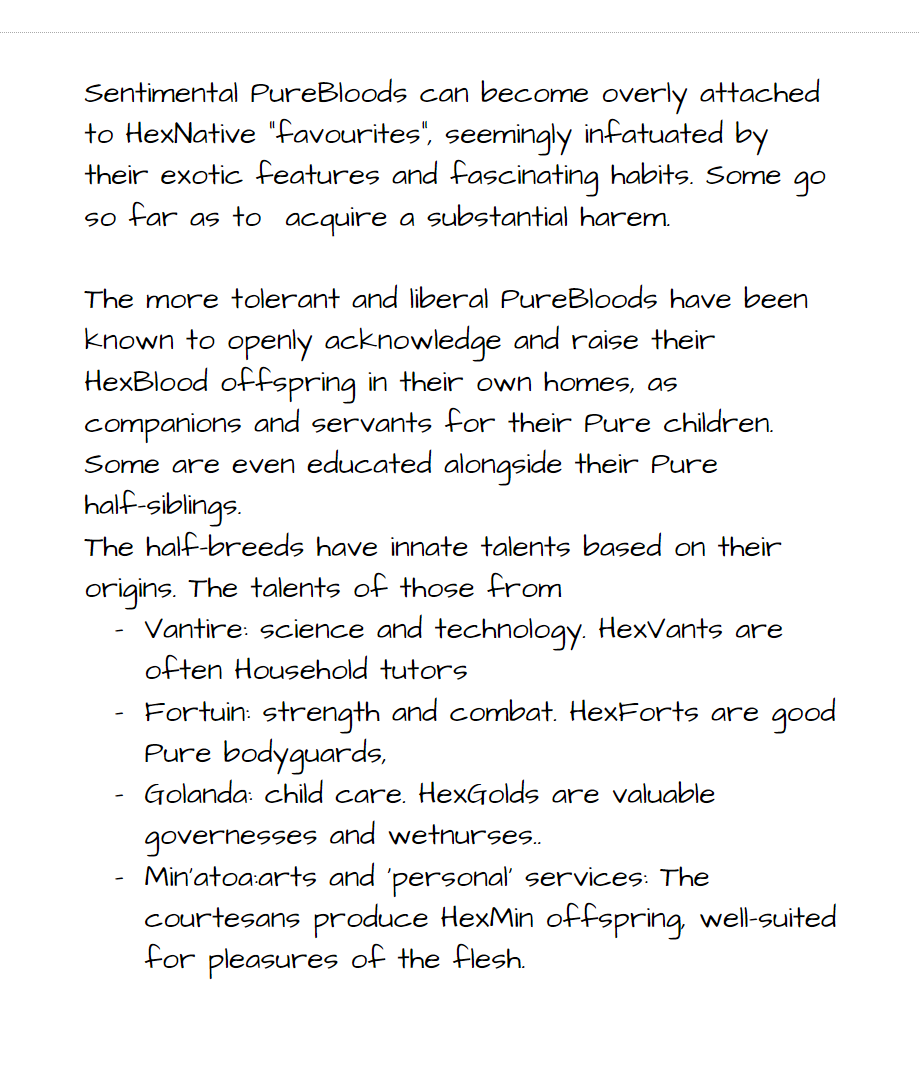 Sentimental PureBloods can become overly attached
to HexNative "favourites", seemingly infatuated by
their exotic features and fascinating habits. Some go
so far as to  acquire a substantial harem.
The more tolerant and liberal PureBloods have been
known to openly acknowledge and raise their
HexBlood offspring in their own homes, as
companions and servants for their Pure children.
Some are even educated alongside their Pure
half-siblings.
The half-breeds have innate talents based on their
origins. The talents of those from
- Vantire: science and technology. HexVants are
often Household tutors
- Fortuin: strength and combat. HexForts are good
Pure bodyguards,
- Golanda: child care. HexGolds are valuable
governesses and wetnurses..
- Min'atoa:arts and 'personal' services: The
courtesans produce HexMin offspring, well-suited
for pleasures of the flesh.